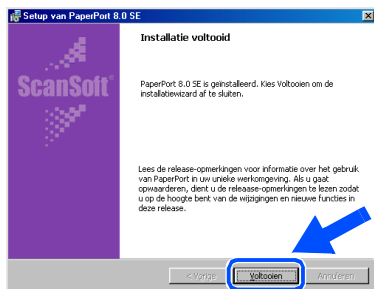 Setup van PaperPort 8.0 SE
Installatie voltooid
ScanSoft®
PaperPort 8.0 SE is geïnstalleerd. Kies Voltooien om de
installatiewizard af te sluiten.
Lees de release-opmerkingen voor informatie over het gebruik
van PaperPort in uw unieke werkomgeving. Als u gaat
opwaarderen, dient u de releaase-opmerkingen te lezen zodat
u op de hoogte bent van de wijzigingen en nieuwe functies in
deze release.
< Vorige
Voltooien
Annuleren